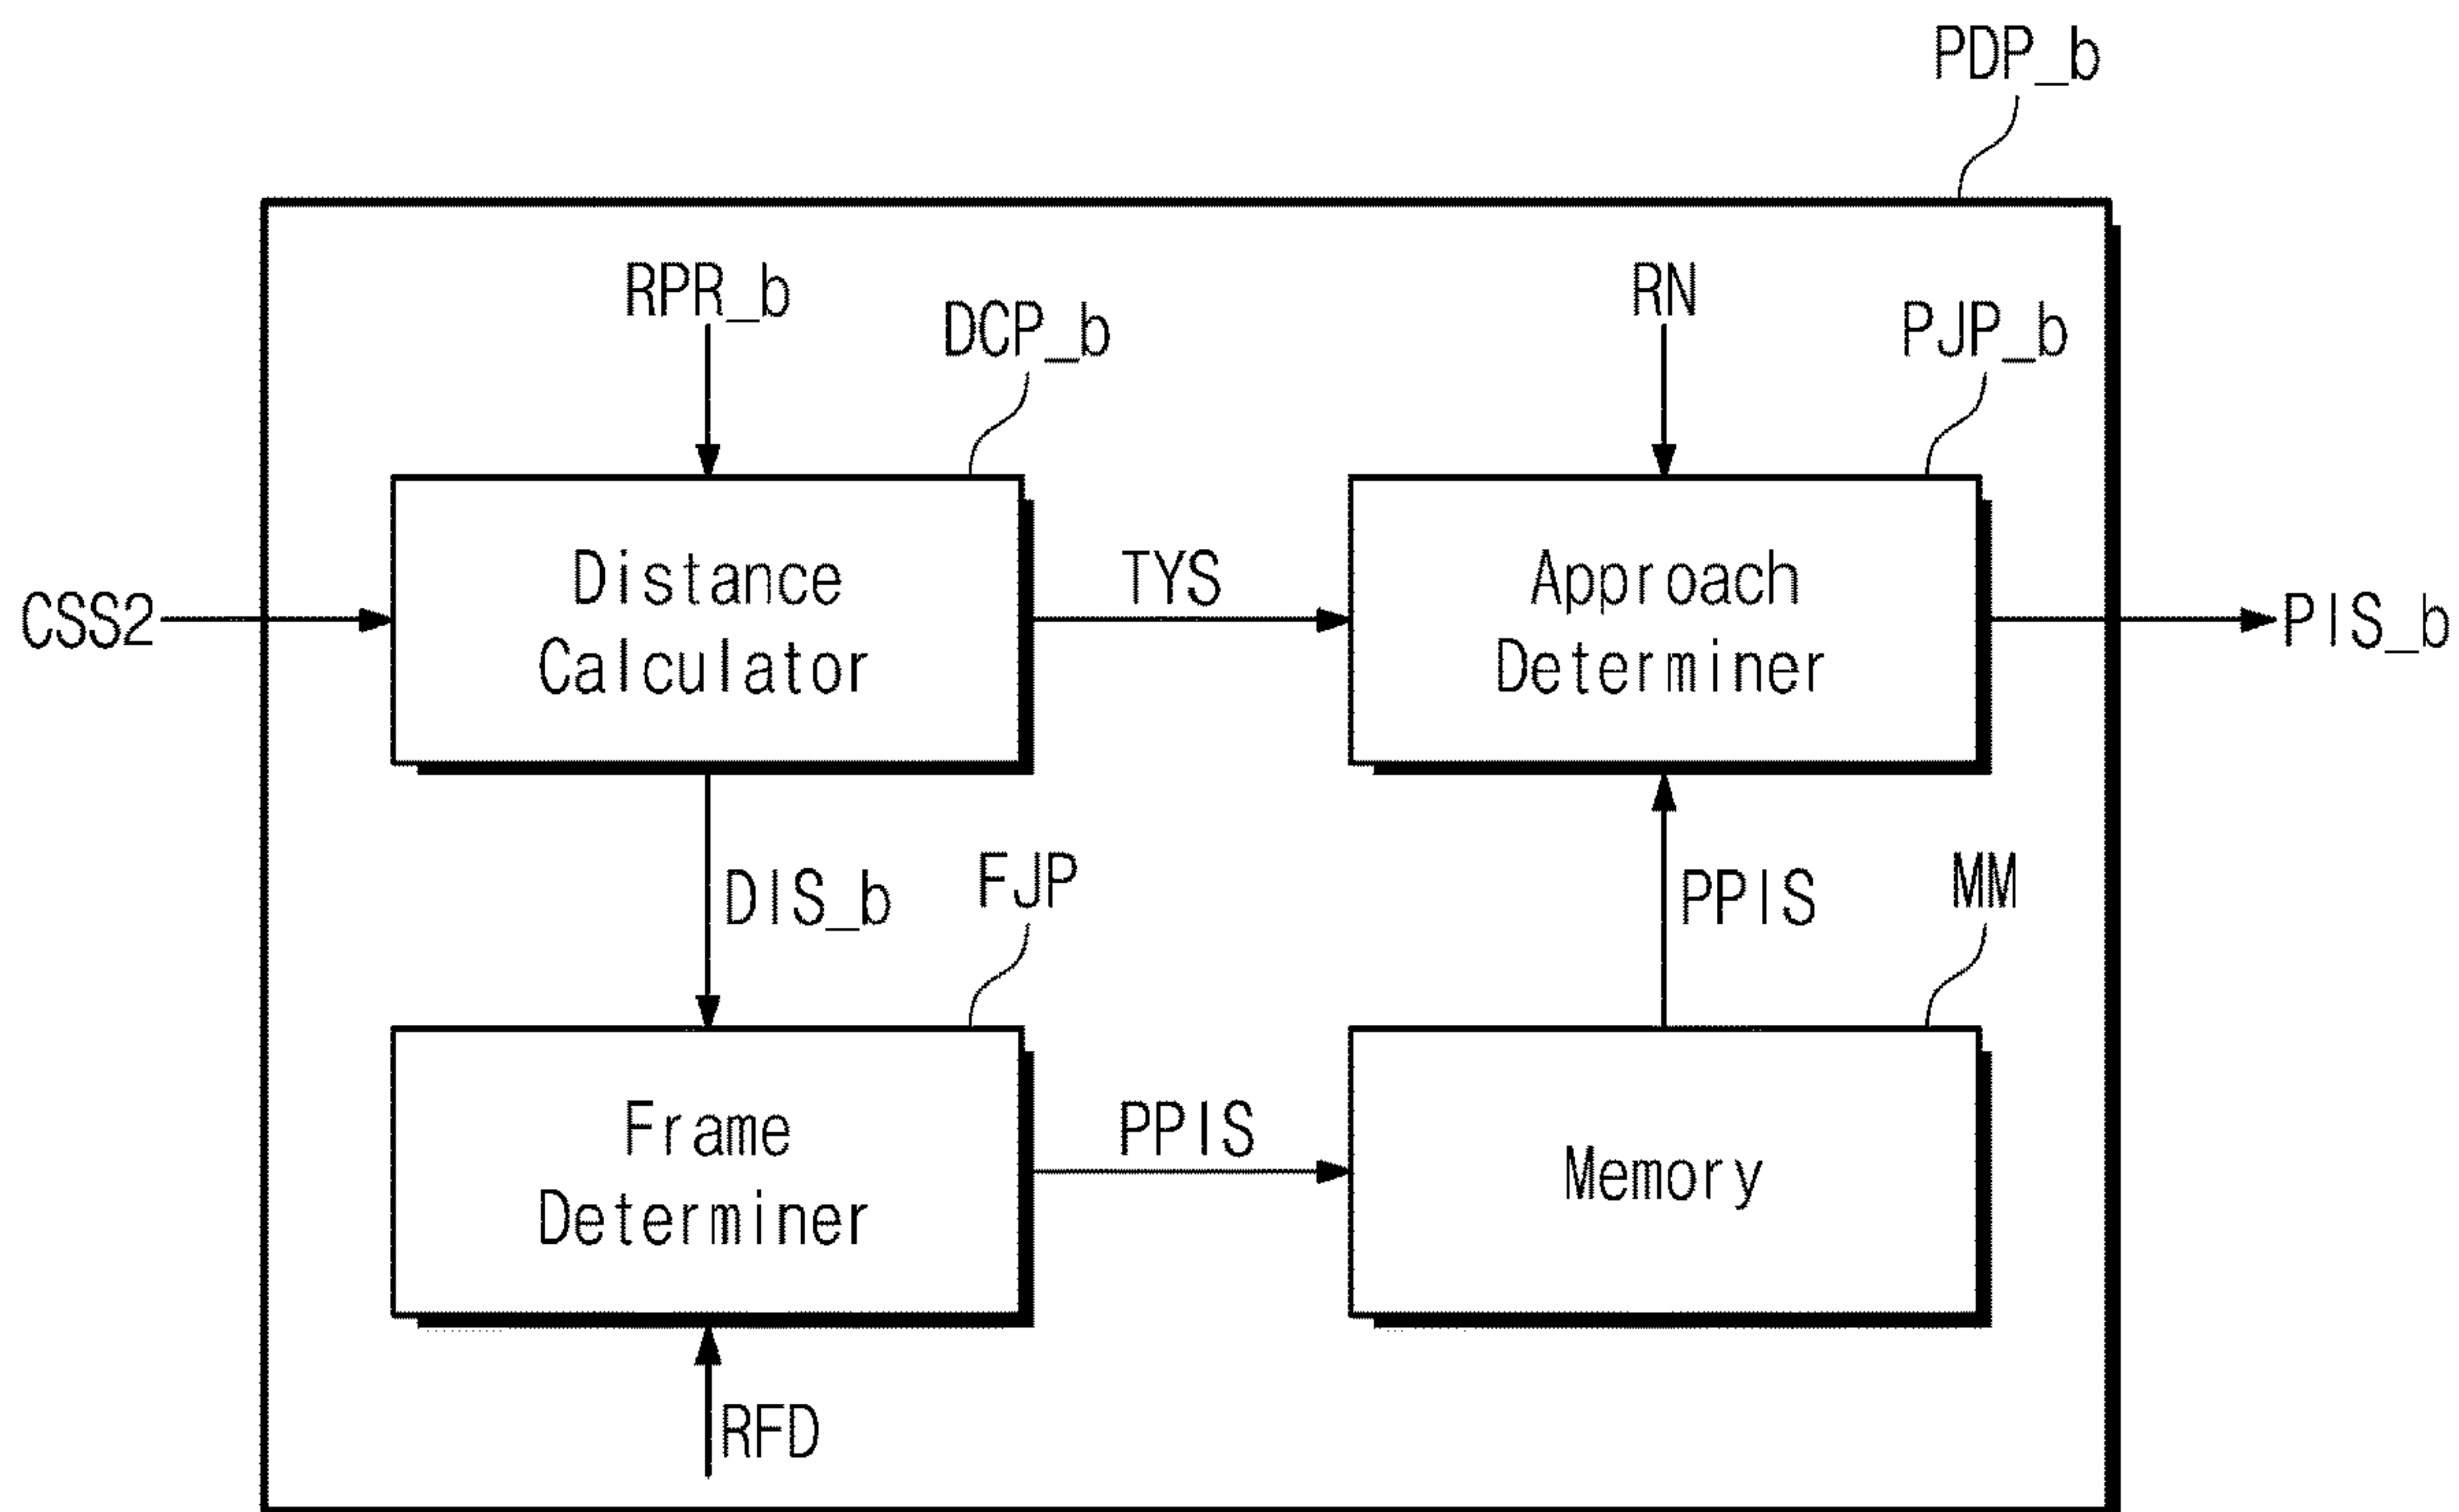 PDP_b
RPR_b
DCP_b
RN
PJP_b
CSS2
Distance
Calculator
TYS
Approach
Determiner
PIS_b
DIS_b
FJP
PPIS
MM
Frame
Determiner
PPIS
Memory
RFD